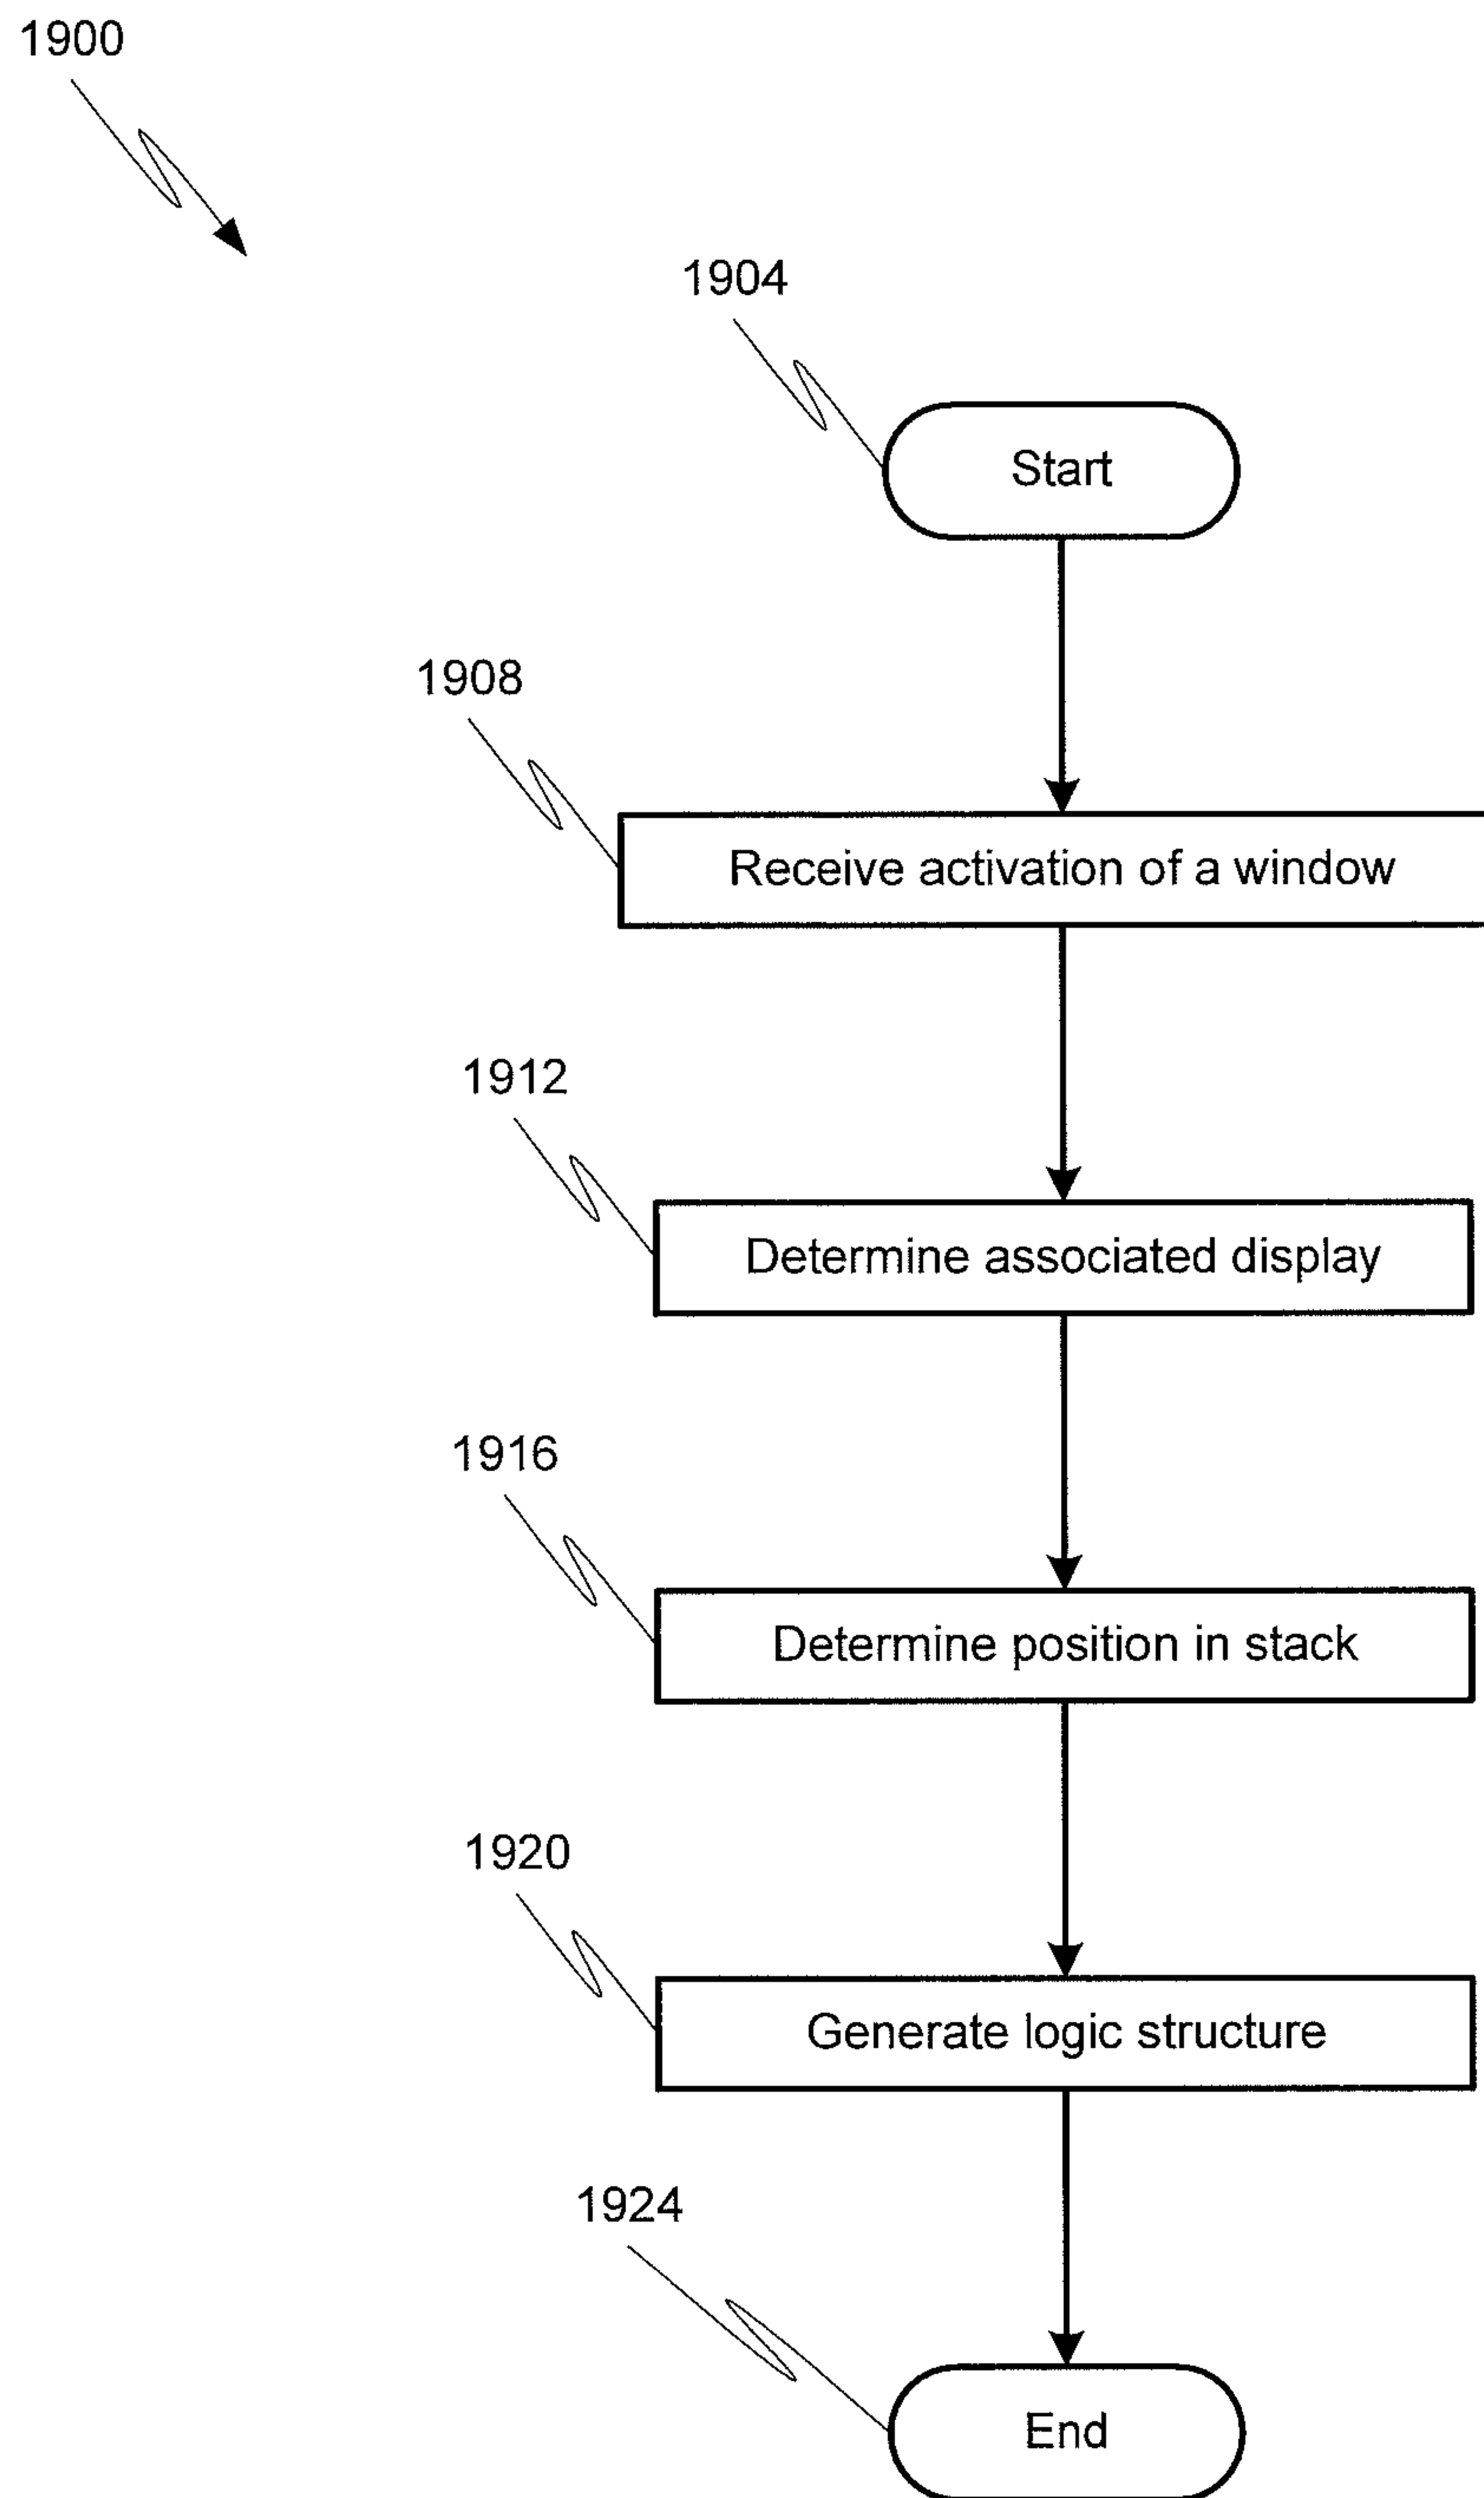 1900
1904
Start
1908
Receive activation of a window
1912
Determine associated display
1916
Determine position in stack
1920
Generate logic structure
1924
End